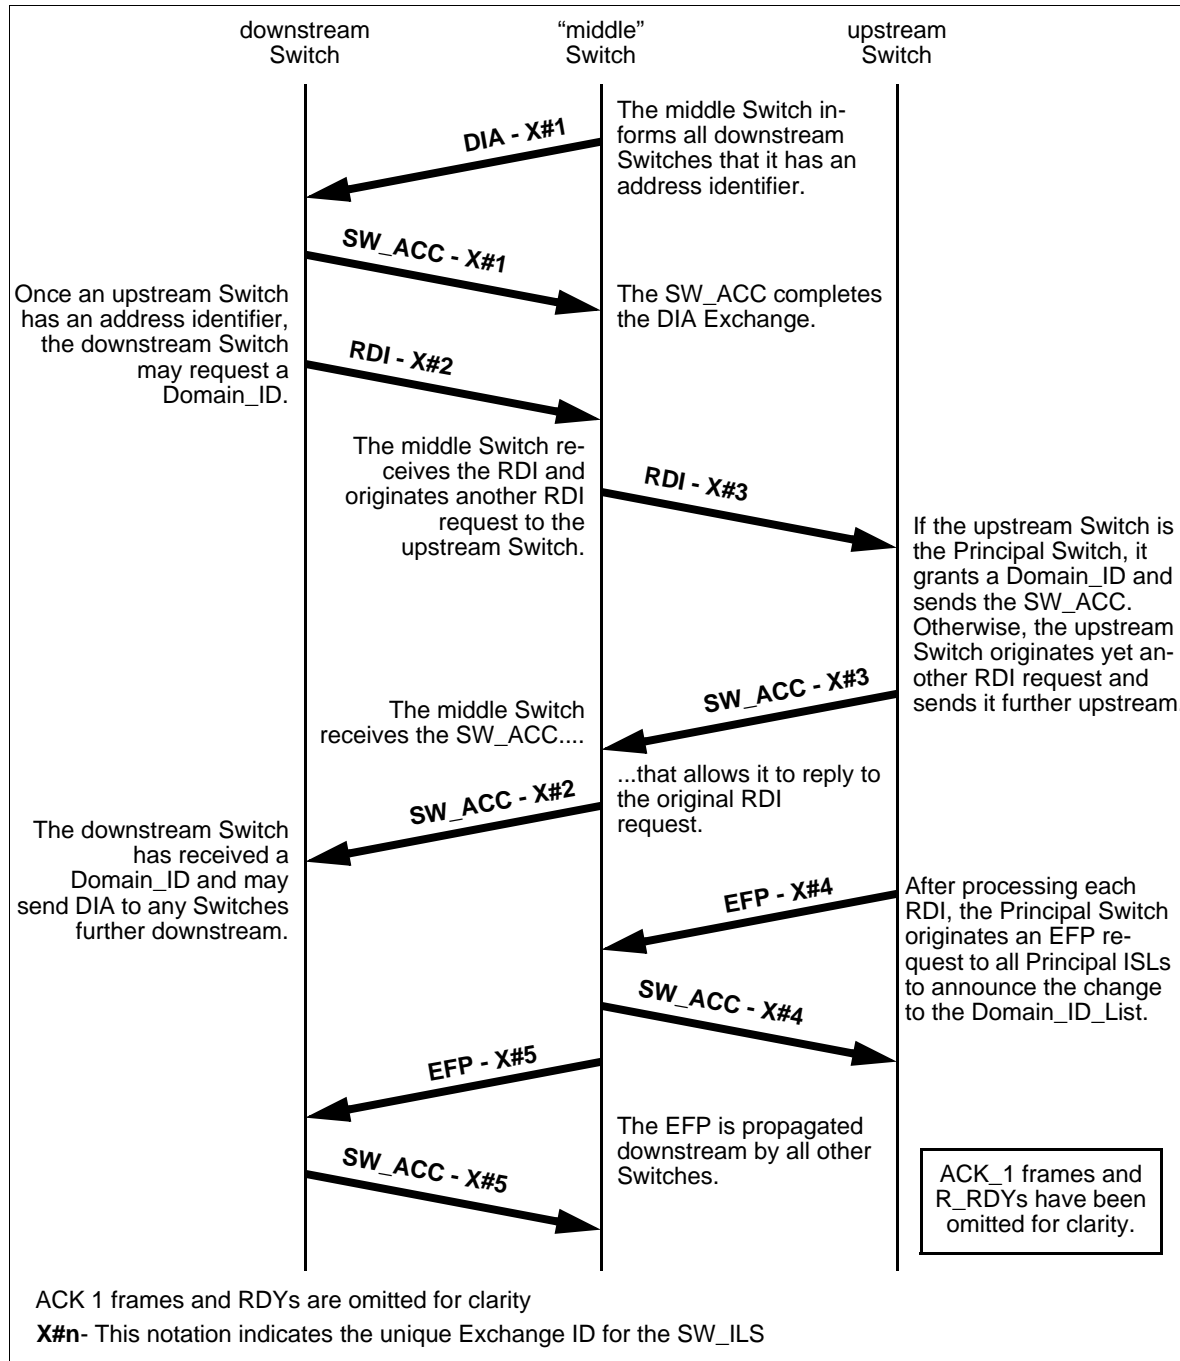 downstream
Switch
“middle”
Switch
upstream
Switch
The middle Switch in-
forms all downstream
Switches that it has an
address identifier.
DIA - X#1
SW_ACC - X#1
The SW_ACC completes
the DIA Exchange.
Once an upstream Switch
has an address identifier,
the downstream Switch
may request a
Domain_ID.
RDI - X#2
The middle Switch re-
ceives the RDI and
originates another RDI
request to the
upstream Switch.
RDI - X#3
If the upstream Switch is
the Principal Switch, it
grants a Domain_ID and
sends the SW_ACC.
Otherwise, the upstream
Switch originates yet an-
other RDI request and
sends it further upstream.
SW_ACC - X#3
The middle Switch
receives the SW_ACC....
...that allows it to reply to
the original RDI
request.
SW_ACC - X#2
The downstream Switch
has received a
Domain_ID and may
send DIA to any Switches
further downstream.
EFP - X#4
After processing each
RDI, the Principal Switch
originates an EFP re-
quest to all Principal ISLs
to announce the change
to the Domain_ID_List.
SW_ACC - X#4
EFP - X#5
The EFP is propagated
downstream by all other
Switches.
SW_ACC - X#5
ACK_1 frames and
R_RDYs have been
omitted for clarity.
ACK 1 frames and RDYs are omitted for clarity
X#n- This notation indicates the unique Exchange ID for the SW_ILS